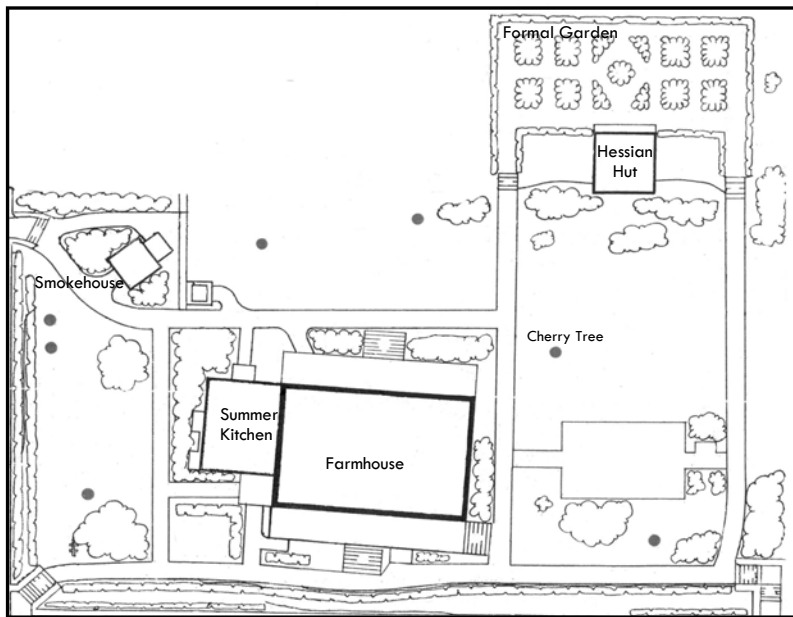 Formal Garden
Hessian
Hut
Smokehouse
Cherry Tree
Summer
Kitchen
Farmhouse